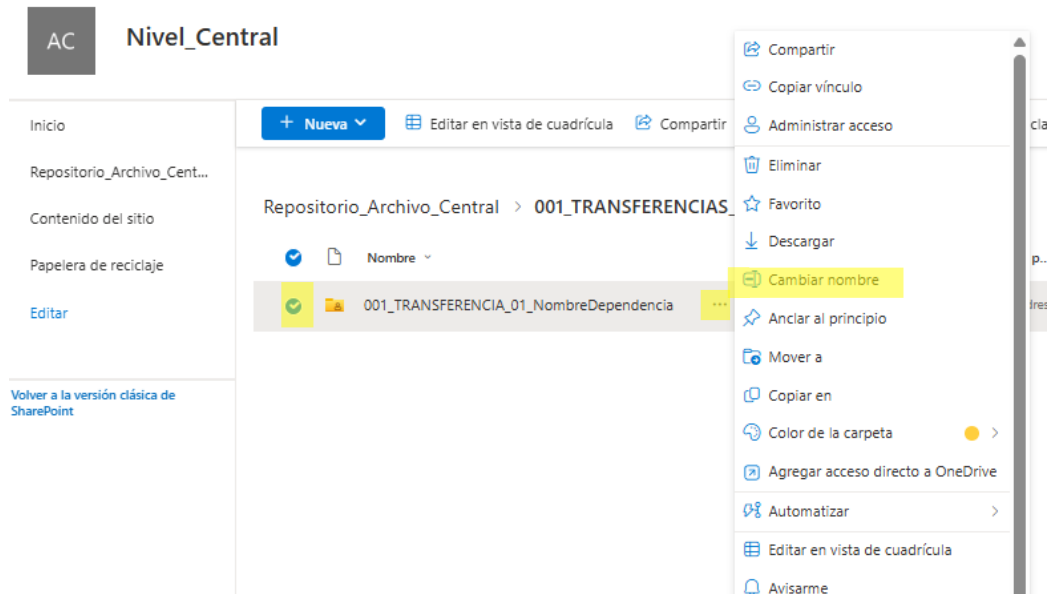 AC
Nivel_Central
Inicio
Repositorio_Archivo_Cent...
Contenido del sitio
Papelera de reciclaje
Editar
Volver a la versión clásica de
SharePoint
+ Nueva
Editar en vista de cuadrícula
Compartir
Repositorio_Archivo_Central > 001_TRANSFERENCIAS_
Nombre
001_TRANSFERENCIA_01_NombreDependencia
...
Compartir
Copiar vínculo
Administrar acceso
Eliminar
Favorito
Descargar
Cambiar nombre
Anclar al principio
Mover a
Copiar en
Color de la carpeta
Agregar acceso directo a OneDrive
Automatizar
Editar en vista de cuadrícula
Avisarme